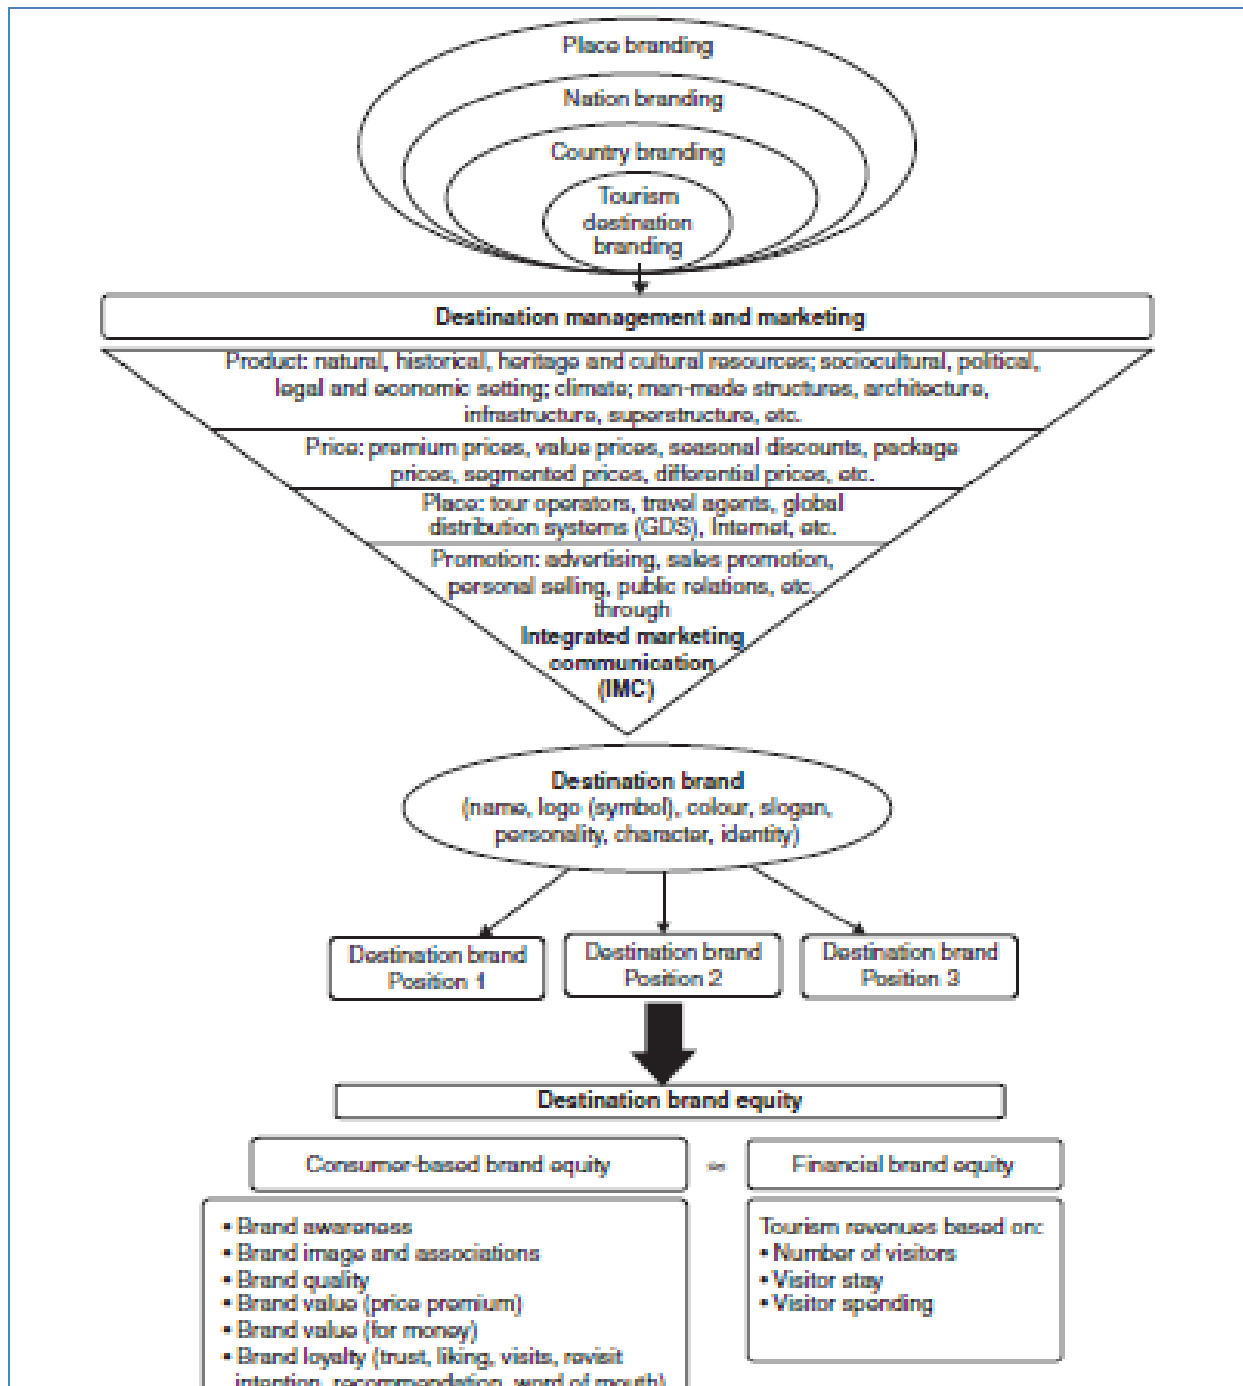 Place branding
Nation branding
Country branding
Tourism
destination
branding
Destination management and marketing
Product: natural, historical, heritage and cultural resources; sociocultural, political,
legal and economic setting; climate; man-made structures, architecture,
infrastructure, superstructure, etc.
Price: premium prices, value prices, seasonal discounts, package
prices, segmented prices, differential prices, etc.
Place: tour operators, travel agents, global
distribution systems (GDS), Internet, etc.
Promotion: advertising, sales promotion,
personal selling, public relations, etc.
through
Integrated marketing
communication
(IMC)
Destination brand
(name, logo (symbol), colour, slogan,
personality, character, identity)
Destination brand
Position 1
Destination brand
Position 2
Destination brand
Position 3
Destination brand equity
Consumer-based brand equity
Financial brand equity
• Brand awareness
• Brand image and associations
• Brand quality
• Brand value (price premium)
• Brand value (for money)
• Brand loyalty (trust, liking, visits, revisit
intention, recommendation, word of mouth)
Tourism revenues based on:
• Number of visitors
• Visitor stay
• Visitor spending